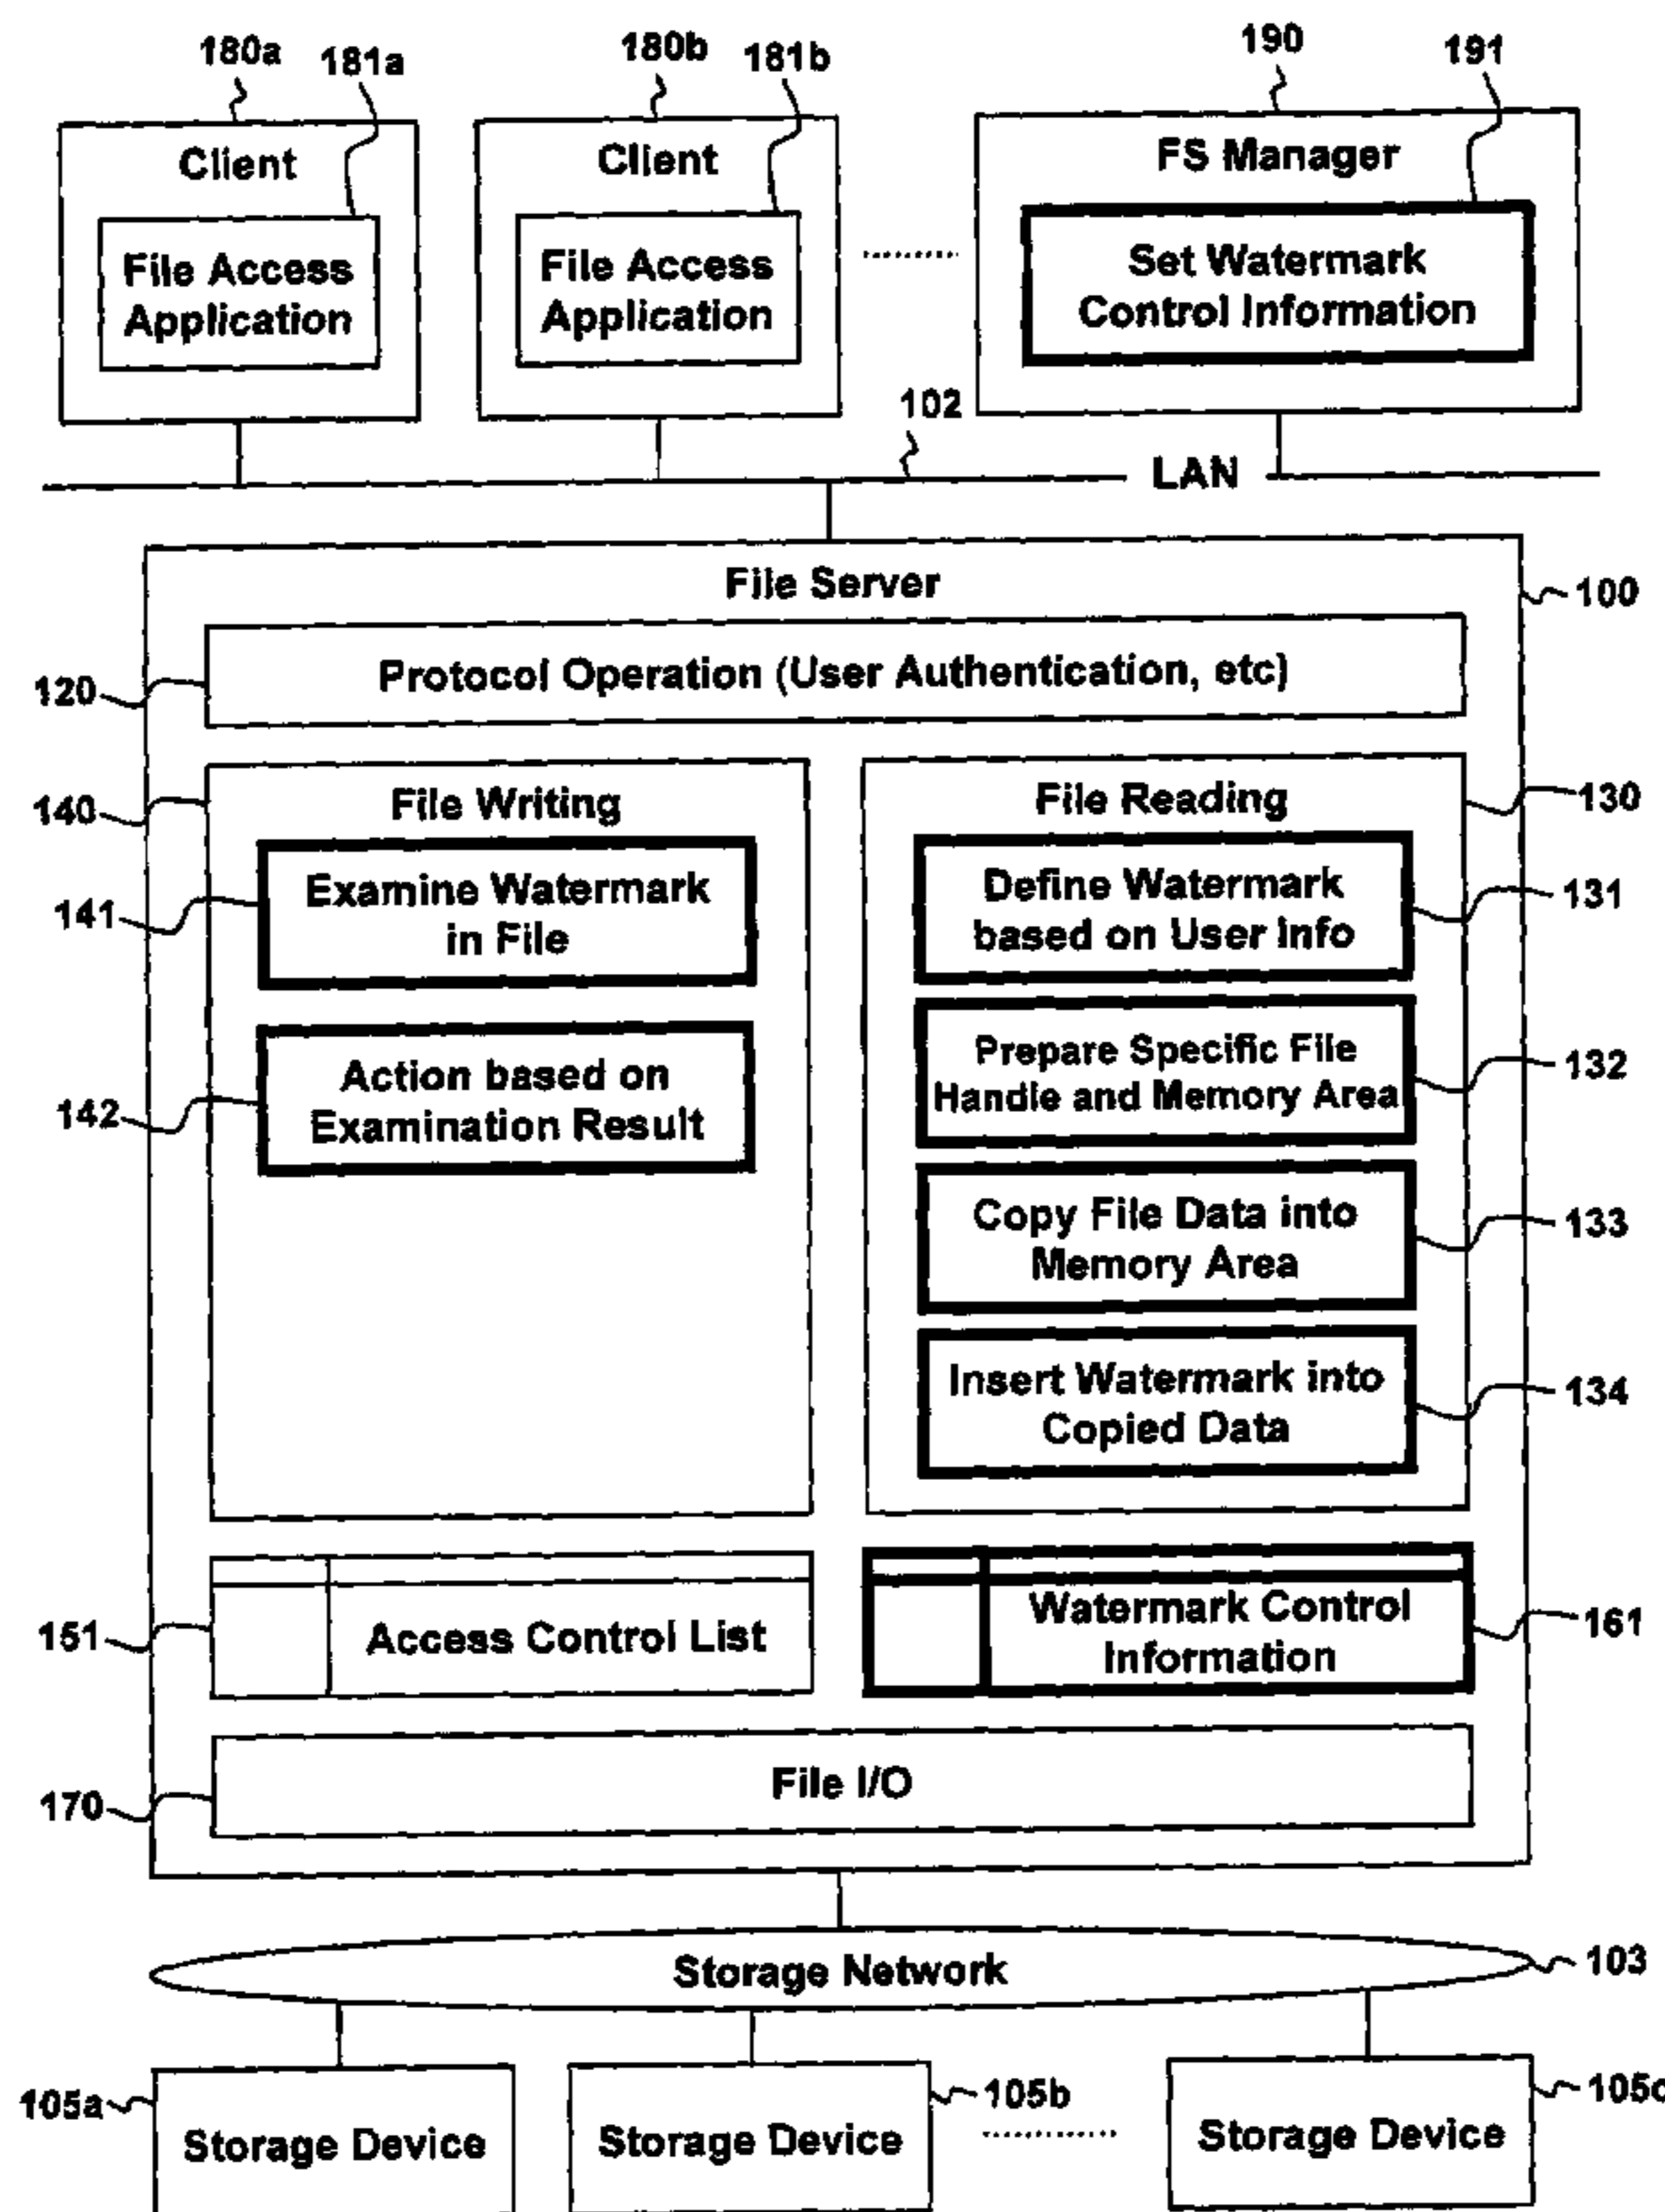 180a 181a 180b 181b 190 191
Client
File Access
Application
Client
File Access
Application
FS Manager
Set Watermark
Control Information
102
LAN
File Server
100
Protocol Operation (User Authentication, etc)
120
File Writing
140
Examine Watermark
in File
141
Action based on
Examination Result
142
File Reading
130
Define Watermark
based on User Info
131
Prepare Specific File
Handle and Memory Area
132
Copy File Data into
Memory Area
133
Insert Watermark into
Copied Data
134
151
Access Control List
Watermark Control
Information
161
170
File I/O
Storage Network
103
105a
Storage Device
105b
Storage Device
Storage Device